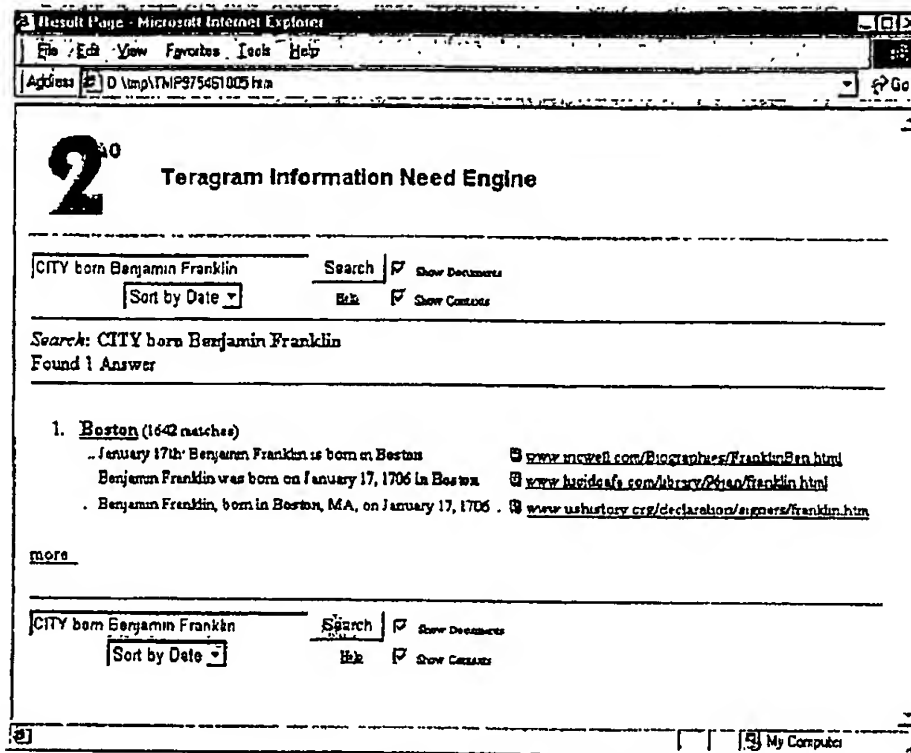 Result Page - Microsoft Internet Explorer
File Edit View Favorites Tools Help
Address D:\tmp\TMP975461005.htm Go
2
Teragram Information Need Engine
CITY born Benjamin Franklin Search Show Documents
Sort by Date Help Show Contexts
Search: CITY born Benjamin Franklin
Found 1 Answer
1. Boston (1642 matches)
.. January 17th: Benjamin Franklin is born in Boston www.incwell.com/Biographies/FranklinBen.html
Benjamin Franklin was born on January 17, 1706 in Boston www.lucidcafe.com/library/96jan/franklin.html
. Benjamin Franklin, born in Boston, MA, on January 17, 1706 . www.ushistory.org/declaration/signers/franklin.htm
more
CITY born Benjamin Franklin Search Show Documents
Sort by Date Help Show Contexts
My Computer